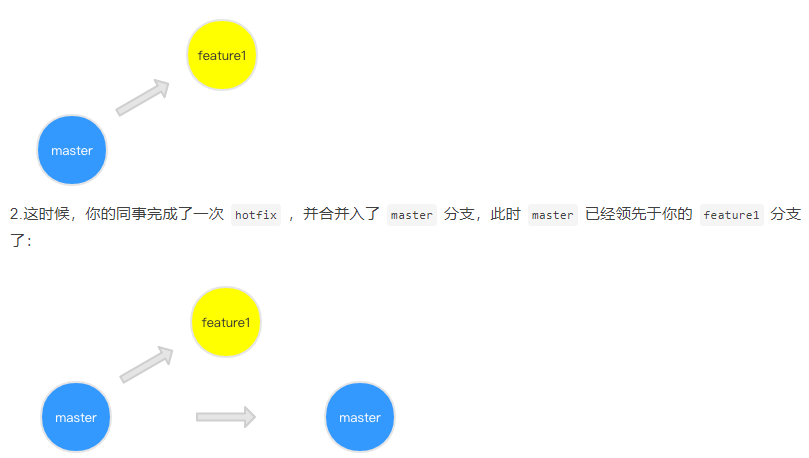 feature1
master
2.这时候，你的同事完成了一次 hotfix ，并合并入了 master 分支，此时 master 已经领先于你的 feature1 分支
了：
feature1
master
master